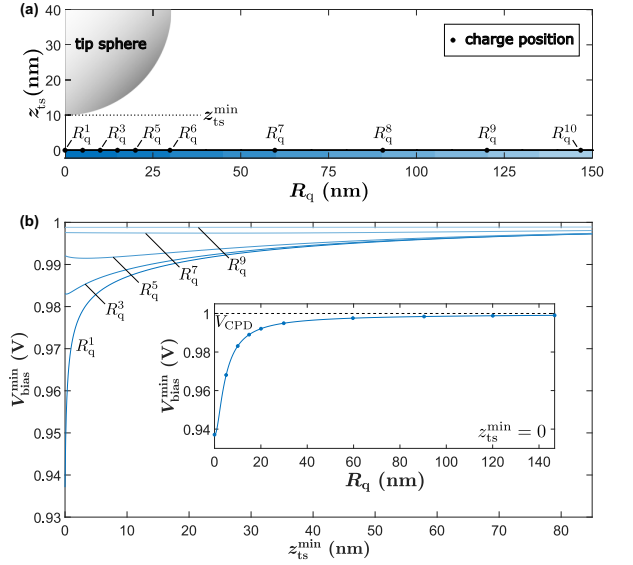 (a)
40
30
20
10
0
z_ts (nm)
tip sphere
• charge position
z_ts^min
R_q^1 R_q^3 R_q^5 R_q^6 R_q^7 R_q^8 R_q^9 R_q^10
0 25 50 75 100 125 150
R_q (nm)
(b)
1
0.99
0.98
0.97
0.96
0.95
0.94
0.93
V_bias^min (V)
R_q^9
R_q^7
R_q^5
R_q^3
R_q^1
1
0.98
0.96
0.94
V_bias^min (V)
V_CPD
z_ts^min = 0
0 20 40 60 80 100 120 140
R_q (nm)
0 10 20 30 40 50 60 70 80
z_ts^min (nm)